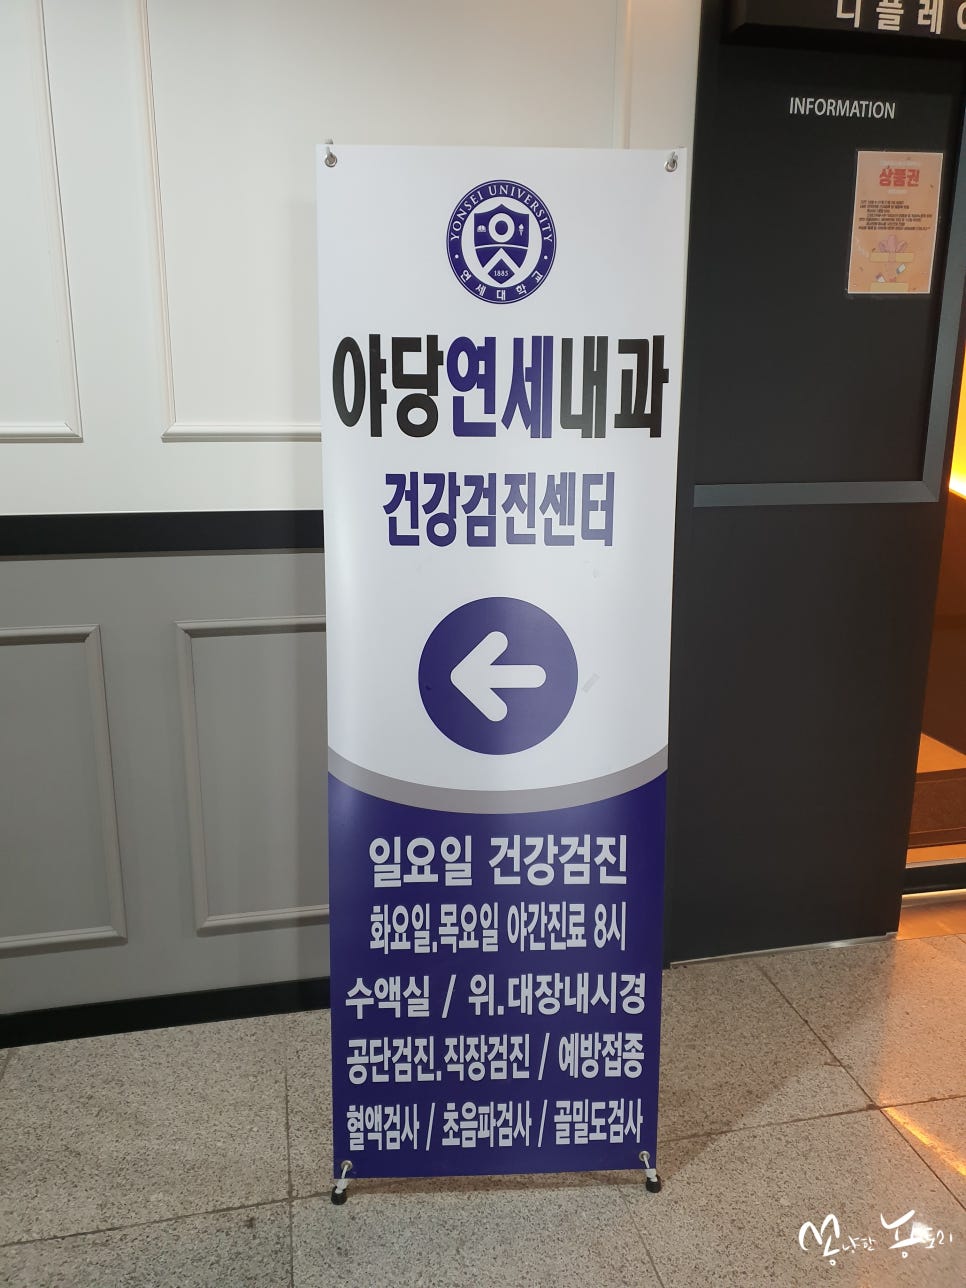 니플레
INFORMATION
상품권
YONSEI UNIVERSITY
1885
연세대학교
야당연세내과
건강검진센터
일요일 건강검진
화요일.목요일 야간진료 8시
수액실 / 위.대장내시경
공단검진.직장검진 / 예방접종
혈액검사 / 초음파검사 / 골밀도검사